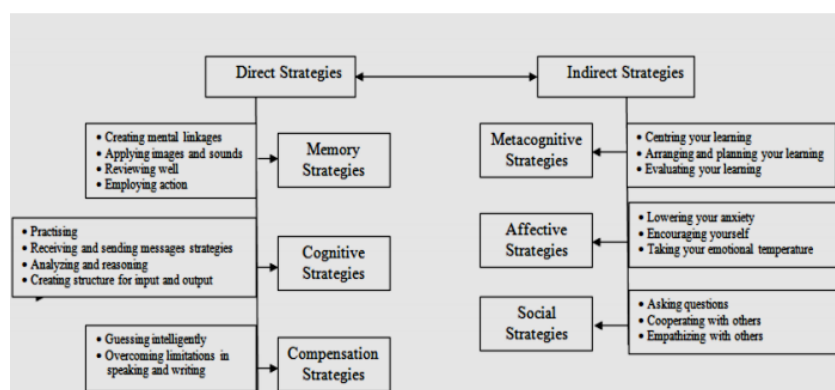 Direct Strategies
Indirect Strategies
• Creating mental linkages
• Applying images and sounds
• Reviewing well
• Employing action
Memory
Strategies
Metacognitive
Strategies
• Centring your learning
• Arranging and planning your learning
• Evaluating your learning
• Practising
• Receiving and sending messages strategies
• Analyzing and reasoning
• Creating structure for input and output
Cognitive
Strategies
Affective
Strategies
• Lowering your anxiety
• Encouraging yourself
• Taking your emotional temperature
• Guessing intelligently
• Overcoming limitations in
speaking and writing
Compensation
Strategies
Social
Strategies
• Asking questions
• Cooperating with others
• Empathizing with others